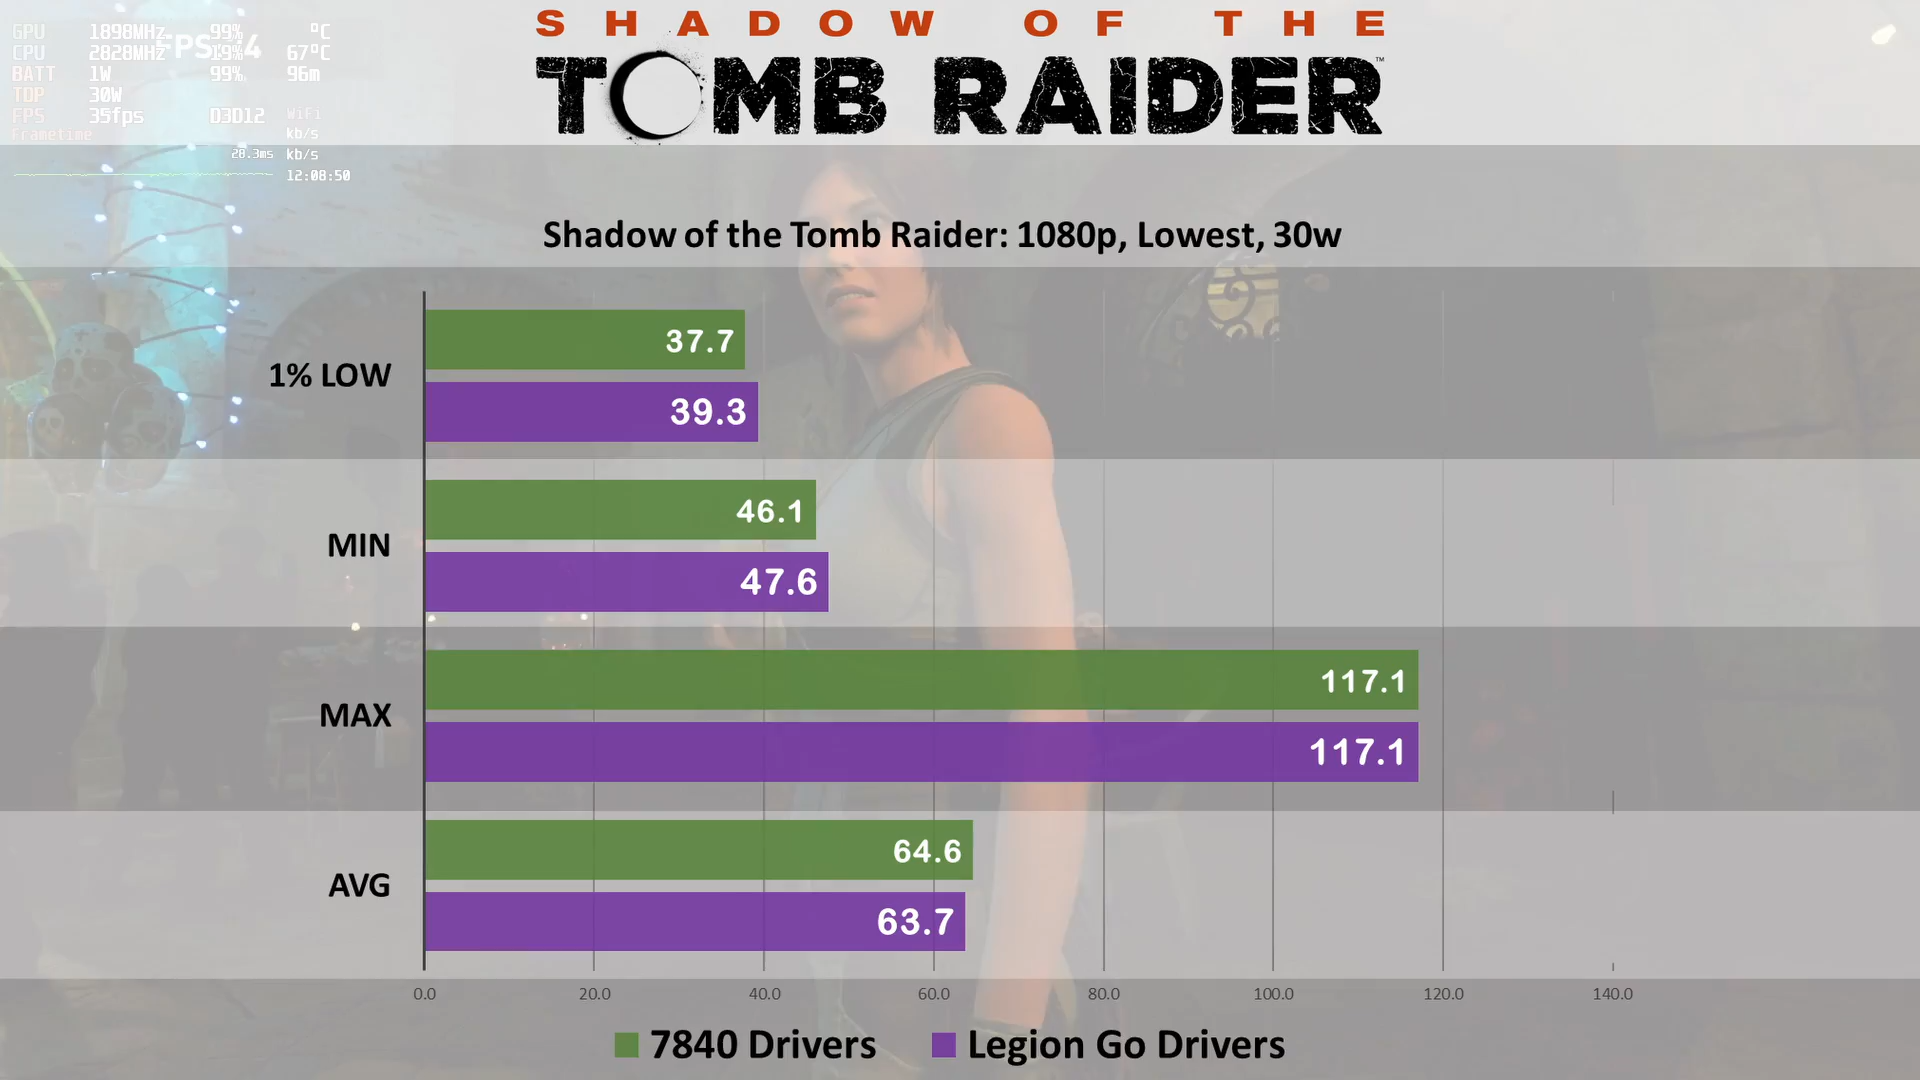 SHADOW OF THE
TOMB RAIDER™
GPU 1898MHz 99% °C
CPU 2828MHz 19% 67°C
BATT 1W 99% 96m
TDP 30W
FPS 35fps D3D12 WiFi
Frametime kb/s
28.3ms kb/s
12:08:50
Shadow of the Tomb Raider: 1080p, Lowest, 30w
1% LOW
37.7
39.3
MIN
46.1
47.6
MAX
117.1
117.1
AVG
64.6
63.7
0.0 20.0 40.0 60.0 80.0 100.0 120.0 140.0
7840 Drivers Legion Go Drivers